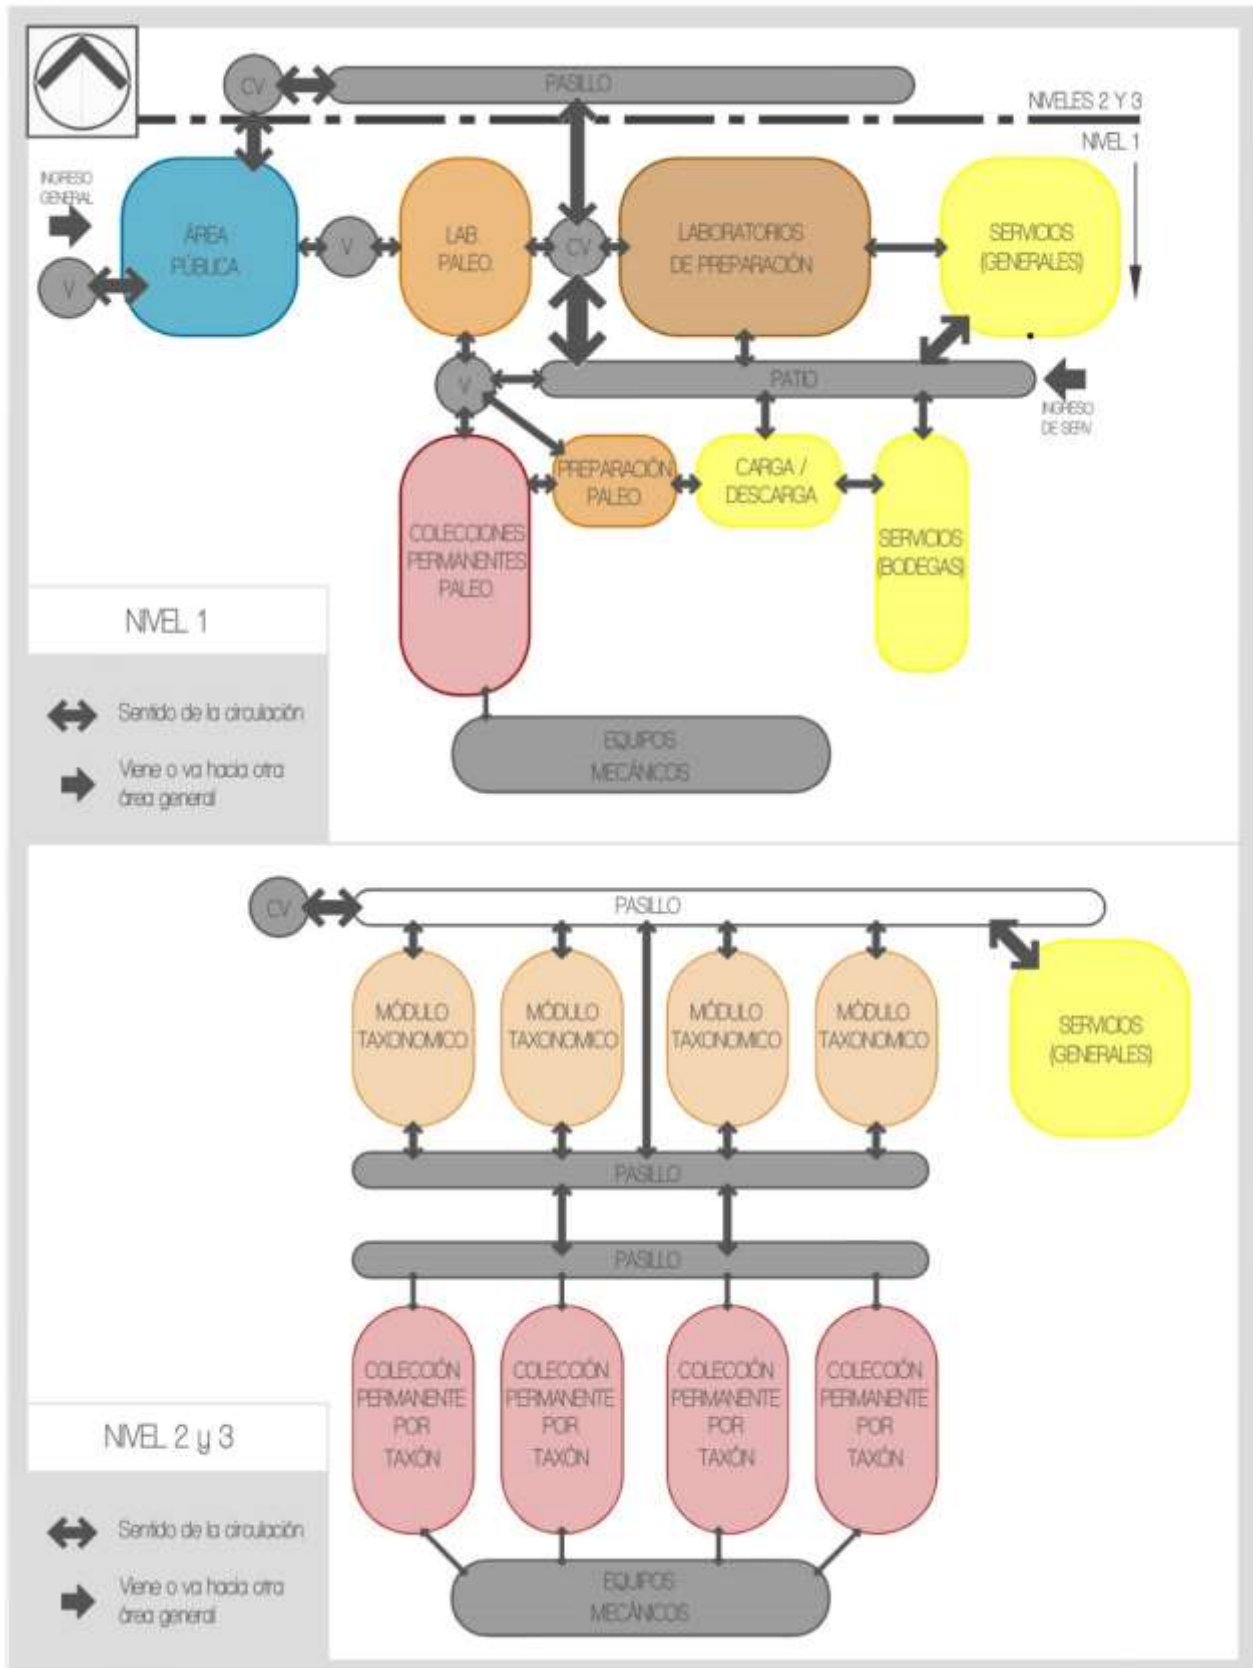 CV
PASILLO
NIVELES 2 Y 3
NIVEL 1
INGRESO
GENERAL
ÁREA
PÚBLICA
V
V
LAB.
PALEO.
CV
LABORATORIOS
DE PREPARACIÓN
SERVICIOS
(GENERALES)
V
PATIO
INGRESO
DE SERV
COLECCIONES
PERMANENTES
PALEO.
PREPARACIÓN
PALEO.
CARGA /
DESCARGA
SERVICIOS
(BODEGAS)
EQUIPOS
MECÁNICOS
NIVEL 1
Sentido de la circulación
Viene o va hacia otra
área general
CV
PASILLO
MÓDULO
TAXONOMICO
MÓDULO
TAXONOMICO
MÓDULO
TAXONOMICO
MÓDULO
TAXONOMICO
SERVICIOS
(GENERALES)
PASILLO
PASILLO
COLECCIÓN
PERMANENTE
POR
TAXÓN
COLECCIÓN
PERMANENTE
POR
TAXÓN
COLECCIÓN
PERMANENTE
POR
TAXÓN
COLECCIÓN
PERMANENTE
POR
TAXÓN
EQUIPOS
MECÁNICOS
NIVEL 2 y 3
Sentido de la circulación
Viene o va hacia otra
área general